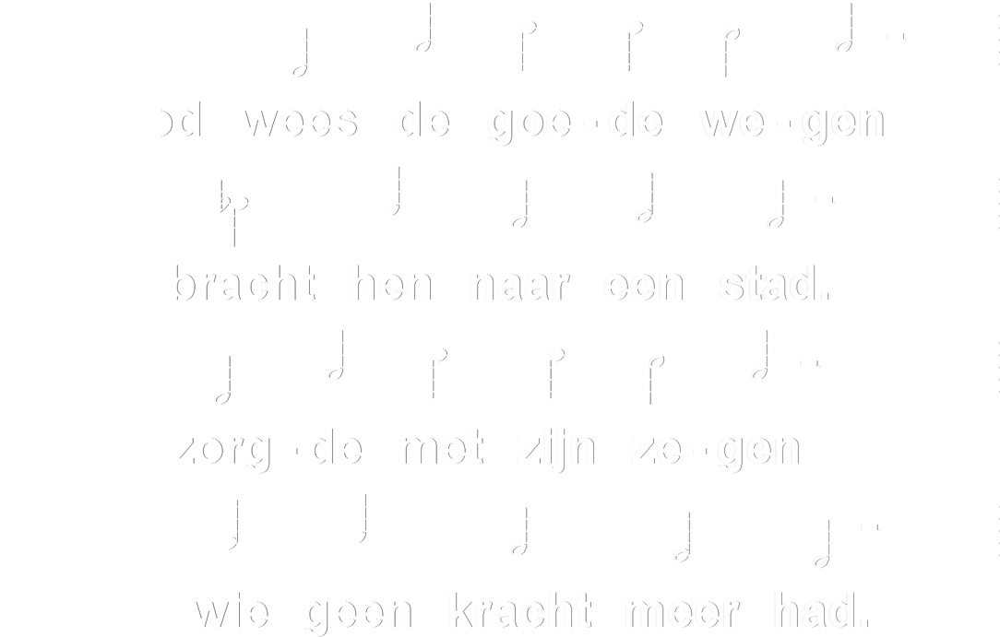 od wees de goe - de we - gen
bracht hen naar een stad.
zorg - de met zijn ze - gen
wie geen kracht meer had.